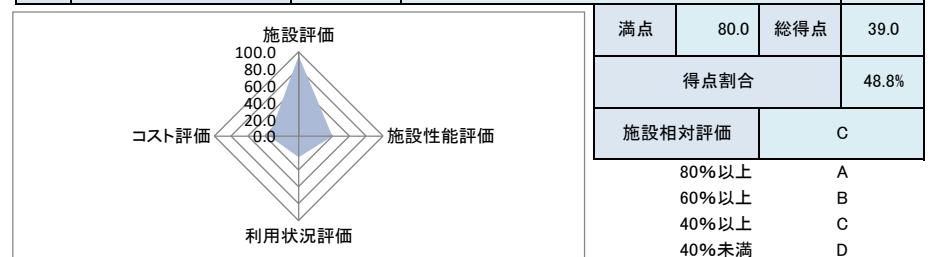 施設評価
100.0
80.0
60.0
40.0
20.0
0.0
コスト評価
施設性能評価
利用状況評価
満点 80.0 総得点 39.0
得点割合 48.8%
施設相対評価 C
80%以上 A
60%以上 B
40%以上 C
40%未満 D